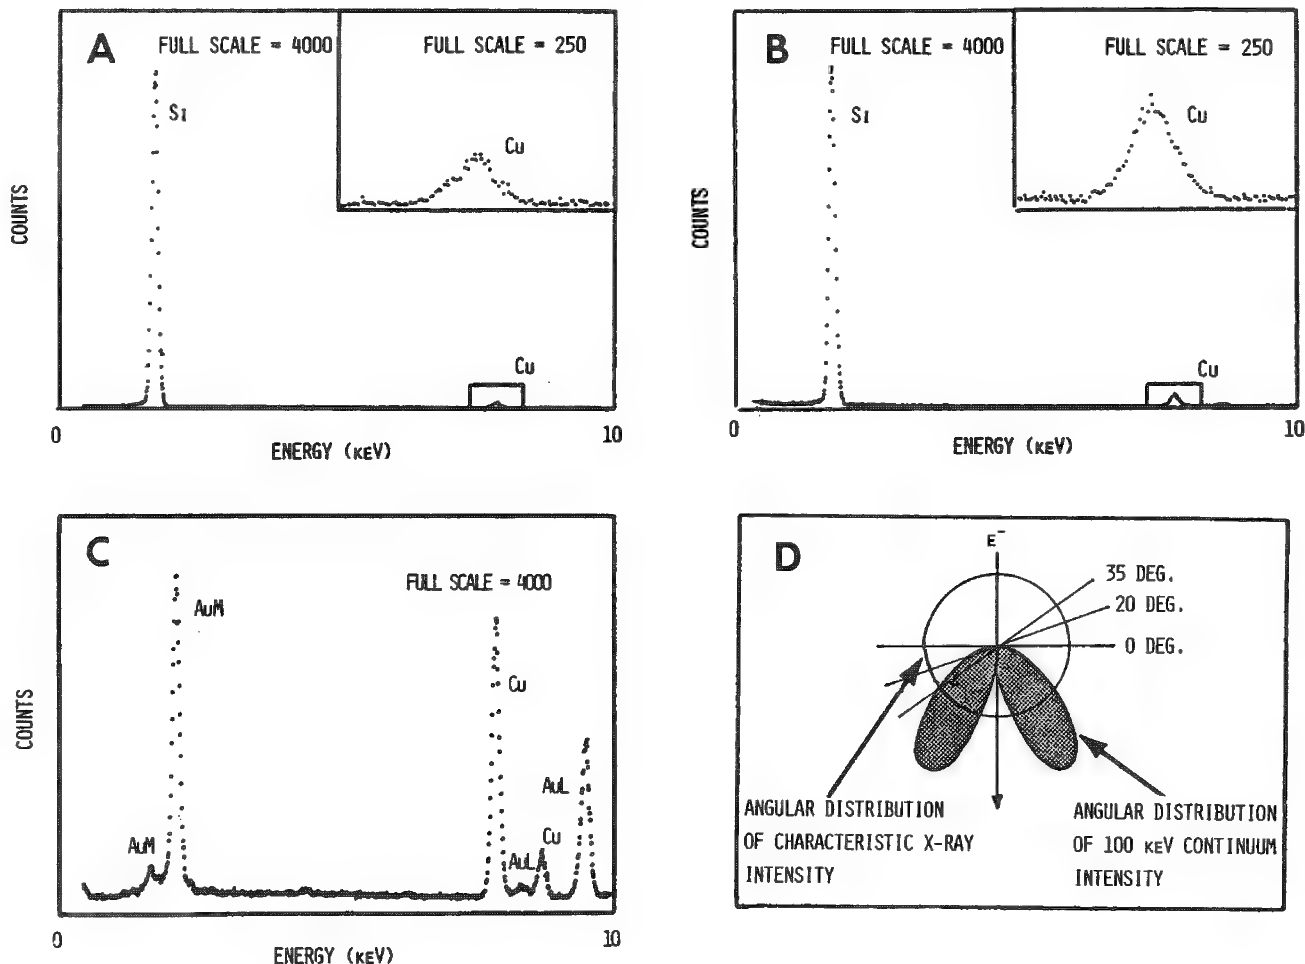 A
FULL SCALE = 4000
FULL SCALE = 250
Si
Cu
Cu
COUNTS
0
10
ENERGY (KEV)
B
FULL SCALE = 4000
FULL SCALE = 250
Si
Cu
Cu
COUNTS
0
10
ENERGY (KEV)
C
FULL SCALE = 4000
AuM
Cu
AuL
AuM
AuL
Cu
COUNTS
0
10
ENERGY (KEV)
D
E-
35 DEG.
20 DEG.
0 DEG.
ANGULAR DISTRIBUTION
OF CHARACTERISTIC X-RAY
INTENSITY
ANGULAR DISTRIBUTION
OF 100 KEV CONTINUUM
INTENSITY